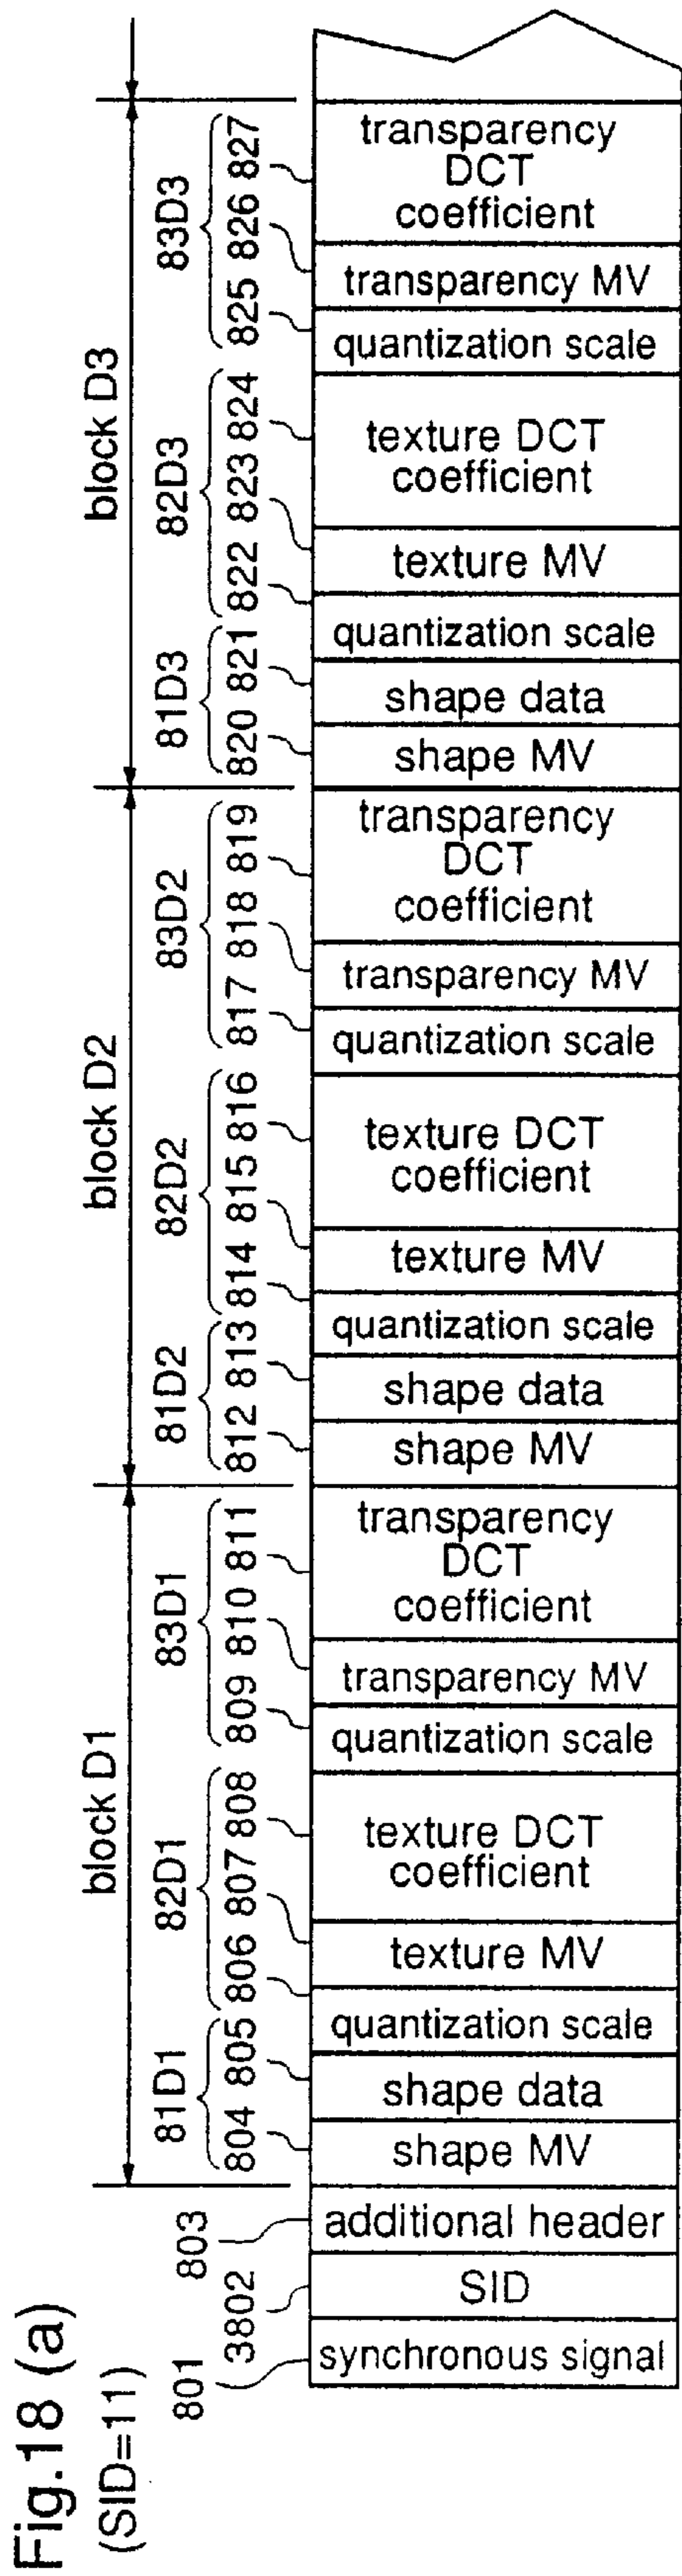 Fig.18 (a)
(SID=11)
block D1
block D2
block D3
81D1
82D1
83D1
81D2
82D2
83D2
81D3
82D3
83D3
801
3802
803
804 805 806 807 808 809 810 811
812 813 814 815 816 817 818 819
820 821 822 823 824 825 826 827
synchronous signal
SID
additional header
shape MV
shape data
quantization scale
texture MV
texture DCT
coefficient
quantization scale
transparency MV
transparency
DCT
coefficient
shape MV
shape data
quantization scale
texture MV
texture DCT
coefficient
quantization scale
transparency MV
transparency
DCT
coefficient
shape MV
shape data
quantization scale
texture MV
texture DCT
coefficient
quantization scale
transparency MV
transparency
DCT
coefficient